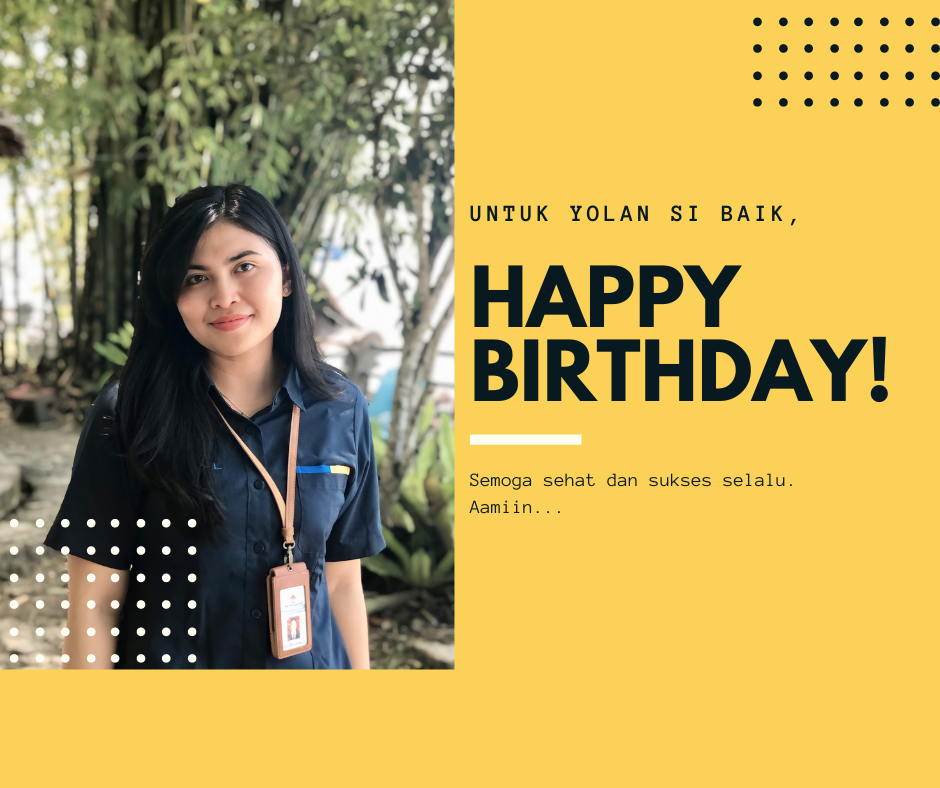 UNTUK YOLAN SI BAIK,
HAPPY
BIRTHDAY!
Semoga sehat dan sukses selalu.
Aamiin...